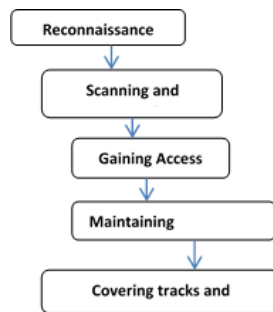 Reconnaissance
Scanning and
Gaining Access
Maintaining
Covering tracks and